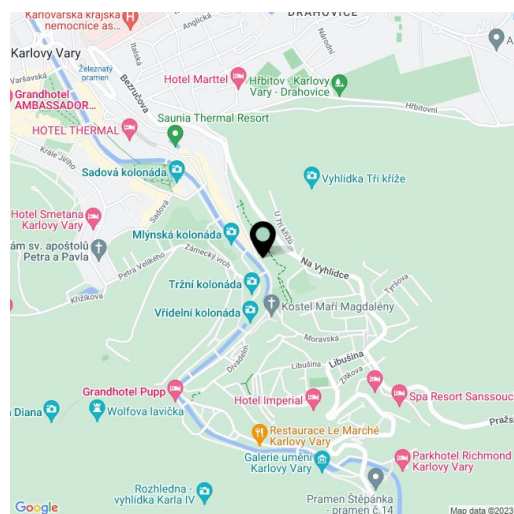 Karlovarská krajská
nemocnice as...
DRAHOVICE
Anglická
Italská
Národní
Karlovy Vary
Železnatý
pramen
Varšavská
Bezručova
Hotel Marttel
Hřbitov - Karlovy
Vary - Drahovice
A
Grandhotel
AMBASSADOR...
Hřbitovní
HOTEL THERMAL
Saunia Thermal Resort
Krále Jiřího
Sadová kolonáda
Vyhlídka Tři kříže
Sadová
U Tří křížů
Hotel Smetana
Karlovy Vary
Mlýnská kolonáda
ám sv. apoštolů
Petra a Pavla
Zámecký vrch
Petra Velikého
Na Vyhlídce
Tržní kolonáda
Tyršova
Křižíkova
Kostel Maří Magdalény
Vřídelní kolonáda
Moravská
Divadelní
Libušina
Libušina
Zítkova
Grandhotel Pupp
Hotel Imperial
Spa Resort Sanssouc
Diana
Wolfova lavička
Pražs
Restaurace Le Marché
Karlovy Vary
Galerie umění
Karlovy Vary
Parkhotel Richmond
Karlovy Vary
Rozhledna -
vyhlídka Karla IV
Pramen Štěpánka
- pramen č.14
Google
Map data ©2023